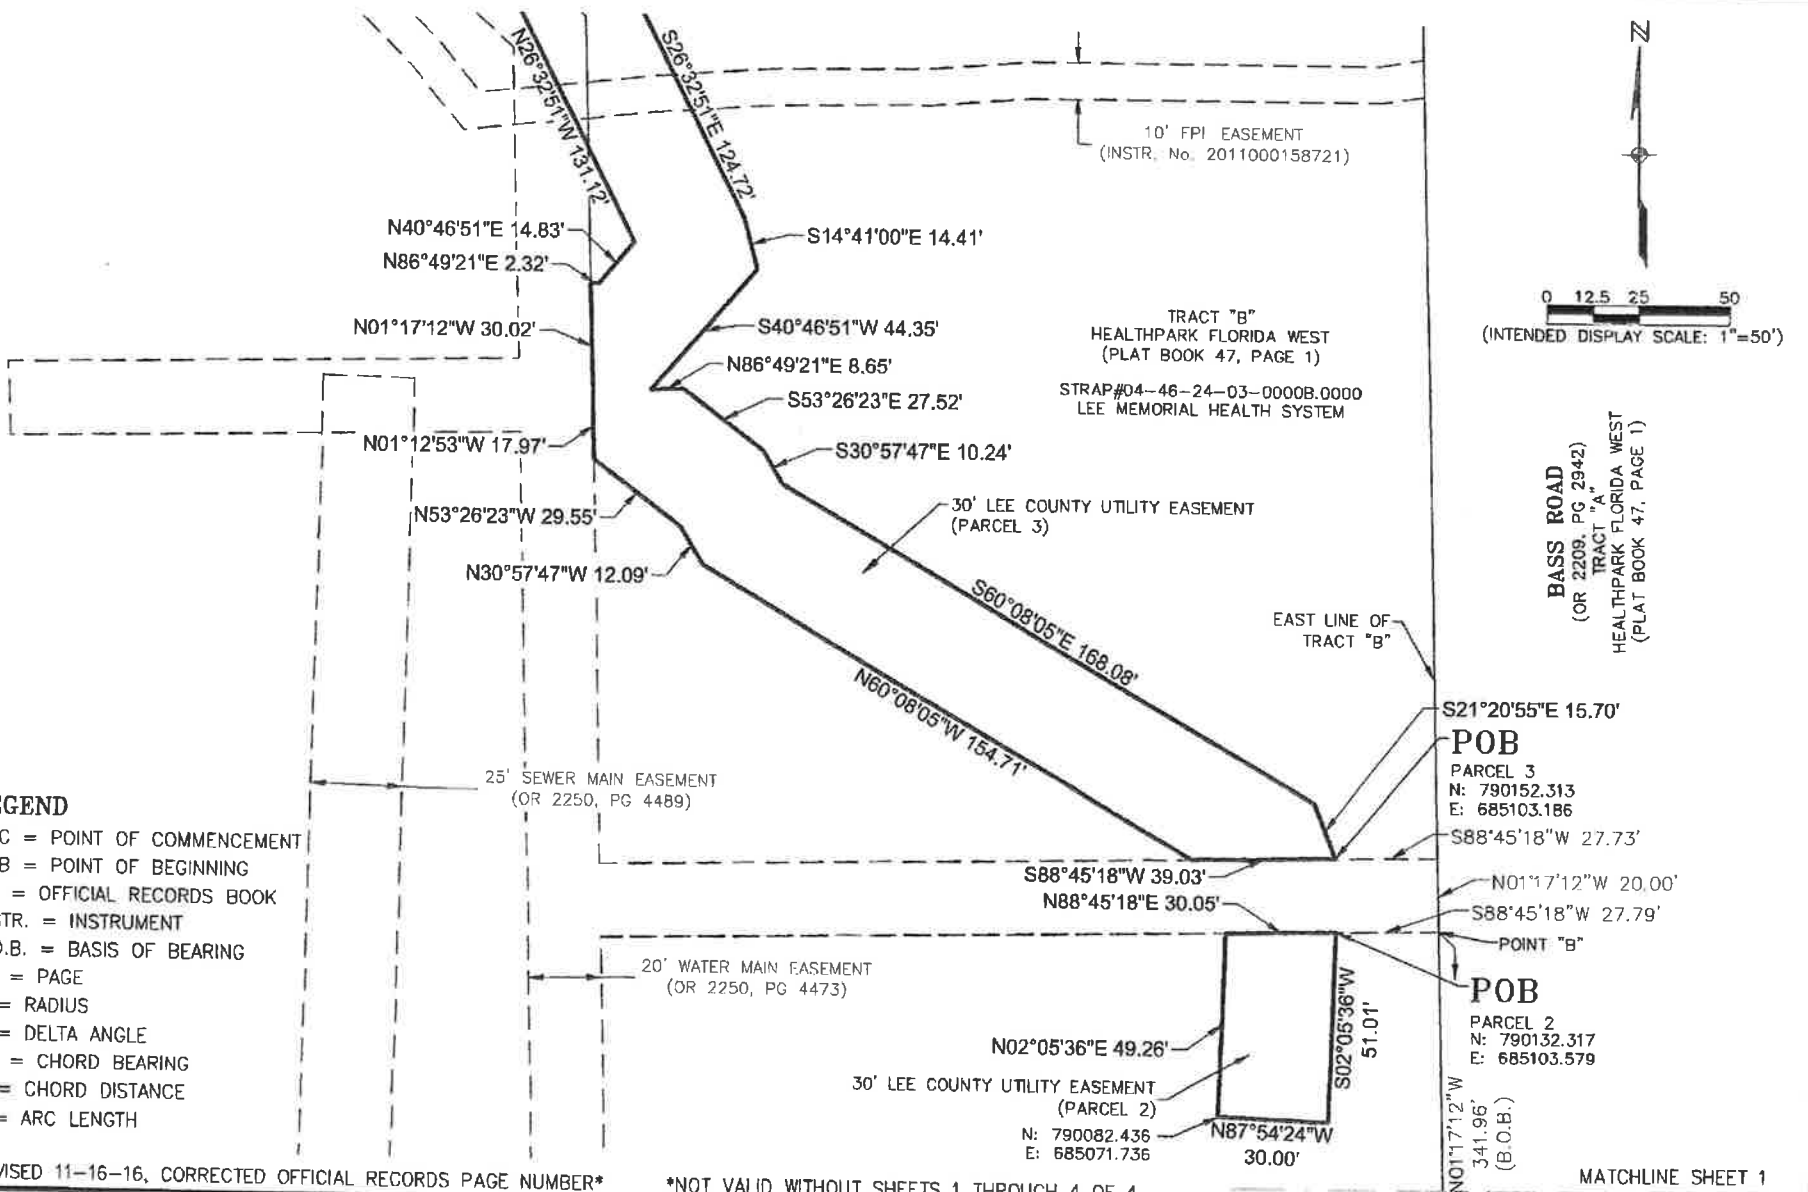 N26°32'51"W 131.12'
S26°32'51"E 124.72'
10' FPI EASEMENT
(INSTR. No. 2011000158721)
N
N40°46'51"E 14.83'
N86°49'21"E 2.32'
S14°41'00"E 14.41'
N01°17'12"W 30.02'
S40°46'51"W 44.35'
N86°49'21"E 8.65'
S53°26'23"E 27.52'
N01°12'53"W 17.97'
S30°57'47"E 10.24'
TRACT "B"
HEALTHPARK FLORIDA WEST
(PLAT BOOK 47, PAGE 1)
STRAP#04-46-24-03-0000B.0000
LEE MEMORIAL HEALTH SYSTEM
0 12.5 25 50
(INTENDED DISPLAY SCALE: 1"=50')
BASS ROAD
(OR 2209, PG 2942)
TRACT "A"
HEALTHPARK FLORIDA WEST
(PLAT BOOK 47, PAGE 1)
N53°26'23"W 29.55'
N30°57'47"W 12.09'
30' LEE COUNTY UTILITY EASEMENT
(PARCEL 3)
S60°08'05"E 168.08'
N60°08'05"W 154.71'
EAST LINE OF
TRACT "B"
S21°20'55"E 15.70'
POB
PARCEL 3
N: 790152.313
E: 685103.186
S88°45'18"W 27.73'
25' SEWER MAIN EASEMENT
(OR 2250, PG 4489)
EGEND
C = POINT OF COMMENCEMENT
B = POINT OF BEGINNING
= OFFICIAL RECORDS BOOK
TR. = INSTRUMENT
O.B. = BASIS OF BEARING
= PAGE
= RADIUS
= DELTA ANGLE
= CHORD BEARING
= CHORD DISTANCE
= ARC LENGTH
S88°45'18"W 39.03'
N88°45'18"E 30.05'
N01°17'12"W 20.00'
S88°45'18"W 27.79'
POINT "B"
POB
PARCEL 2
N: 790132.317
E: 685103.579
20' WATER MAIN EASEMENT
(OR 2250, PG 4473)
N02°05'36"E 49.26'
S02°05'36"W
51.01'
30' LEE COUNTY UTILITY EASEMENT
(PARCEL 2)
N: 790082.436
E: 685071.736
N87°54'24"W
30.00'
N01°17'12"W
341.96'
(B.O.B.)
VISED 11-16-16, CORRECTED OFFICIAL RECORDS PAGE NUMBER*
*NOT VALID WITHOUT SHEETS 1 THROUGH 4 OF 4
MATCHLINE SHEET 1